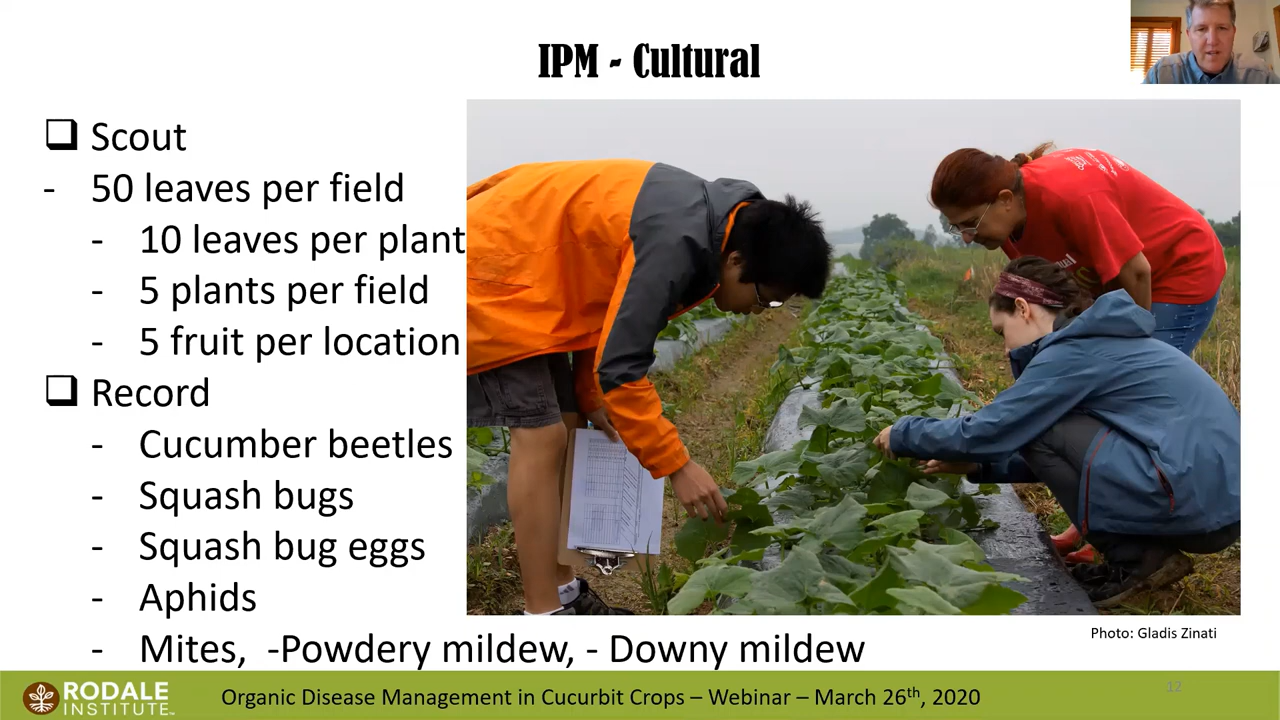 IPM - Cultural
❑ Scout
- 50 leaves per field
- 10 leaves per plant
- 5 plants per field
- 5 fruit per location
❑ Record
- Cucumber beetles
- Squash bugs
- Squash bug eggs
- Aphids
- Mites, -Powdery mildew, - Downy mildew
Photo: Gladis Zinati
RODALE
INSTITUTE™
Organic Disease Management in Cucurbit Crops – Webinar – March 26th, 2020
12